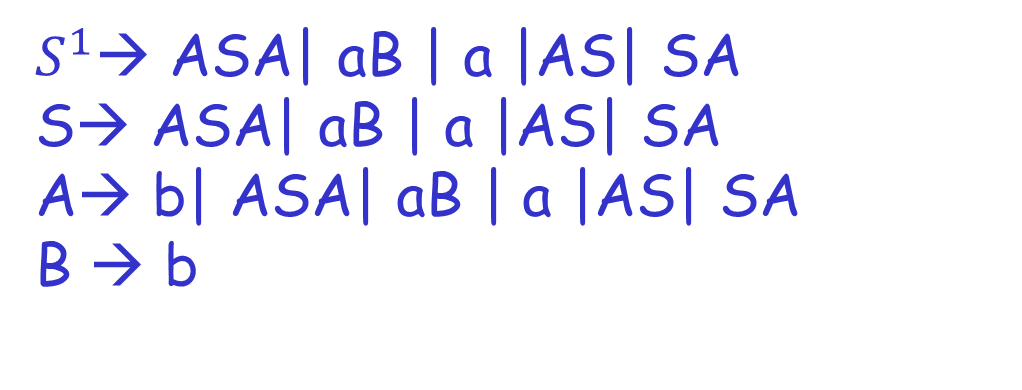 S¹→ ASA| aB | a |AS| SA
S→ ASA| aB | a |AS| SA
A→ b| ASA| aB | a |AS| SA
B → b